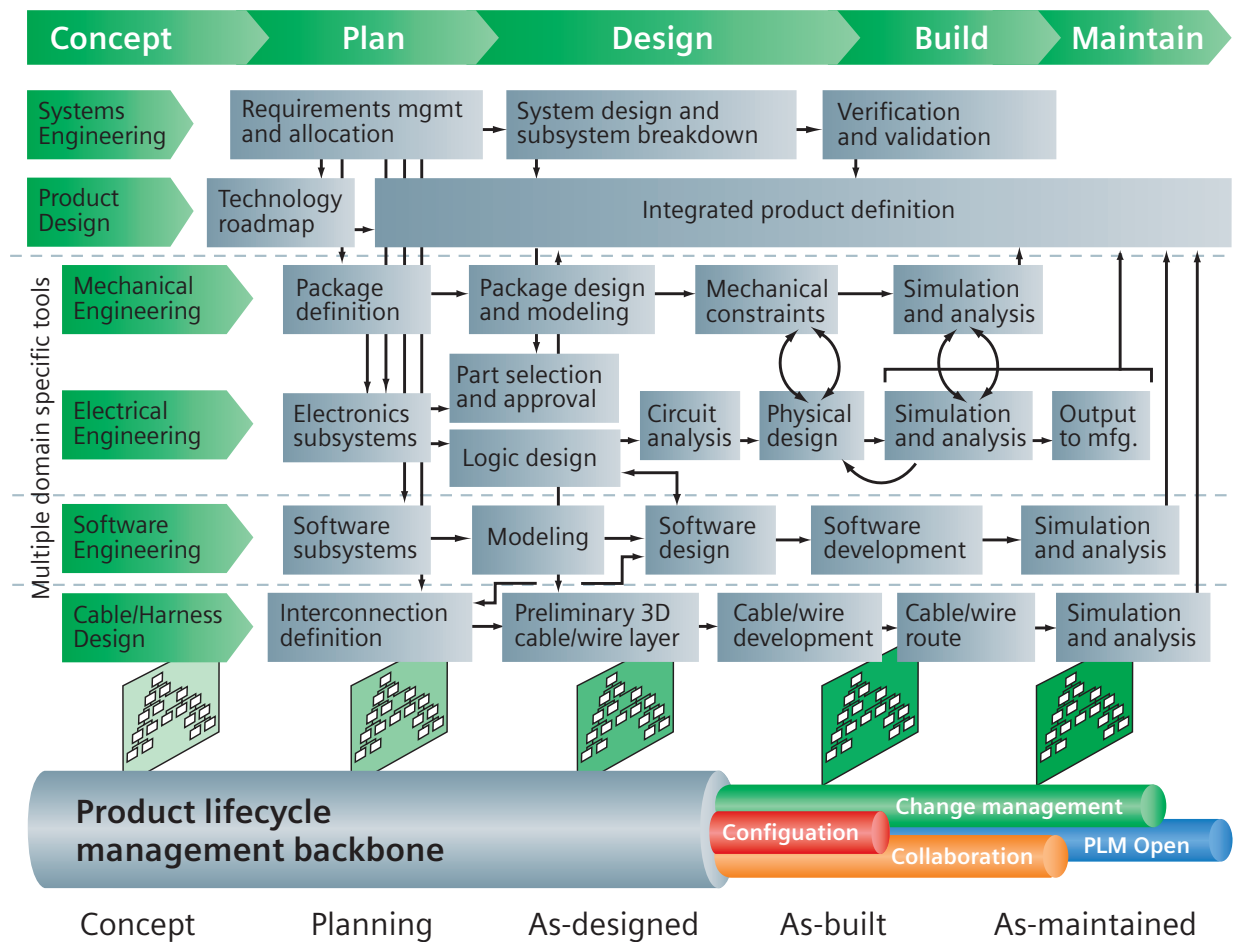 Concept
Plan
Design
Build
Maintain
Systems
Engineering
Requirements mgmt
and allocation
System design and
subsystem breakdown
Verification
and validation
Product
Design
Technology
roadmap
Integrated product definition
Multiple domain specific tools
Mechanical
Engineering
Package
definition
Package design
and modeling
Mechanical
constraints
Simulation
and analysis
Part selection
and approval
Electrical
Engineering
Electronics
subsystems
Logic design
Circuit
analysis
Physical
design
Simulation
and analysis
Output
to mfg.
Software
Engineering
Software
subsystems
Modeling
Software
design
Software
development
Simulation
and analysis
Cable/Harness
Design
Interconnection
definition
Preliminary 3D
cable/wire layer
Cable/wire
development
Cable/wire
route
Simulation
and analysis
Product lifecycle
management backbone
Change management
Configuation
PLM Open
Collaboration
Concept
Planning
As-designed
As-built
As-maintained